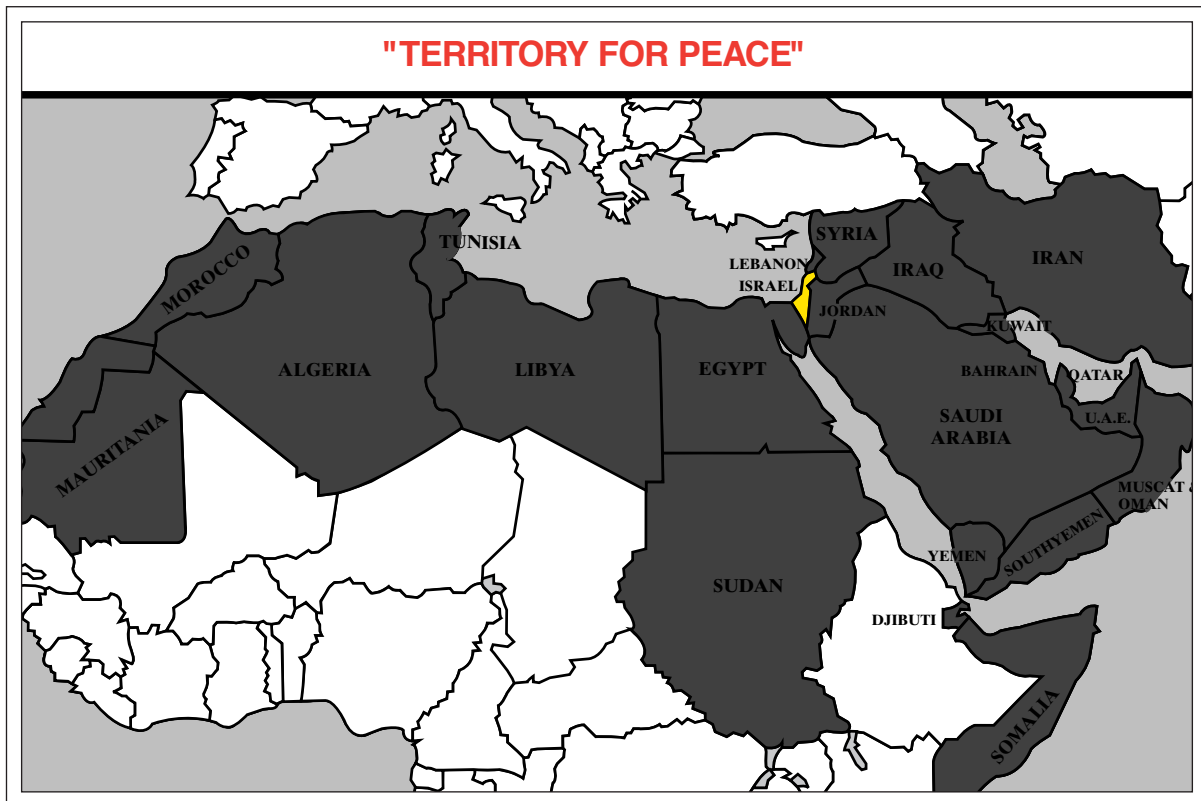 "TERRITORY FOR PEACE"
TUNISIA
SYRIA
LEBANON
IRAQ
IRAN
MOROCCO
ISRAEL
JORDAN
KUWAIT
ALGERIA
LIBYA
EGYPT
BAHRAIN
QATAR
SAUDI
ARABIA
U.A.E.
MAURITANIA
MUSCAT &
OMAN
SOUTHYEMEN
YEMEN
SUDAN
DJIBUTI
SOMALIA